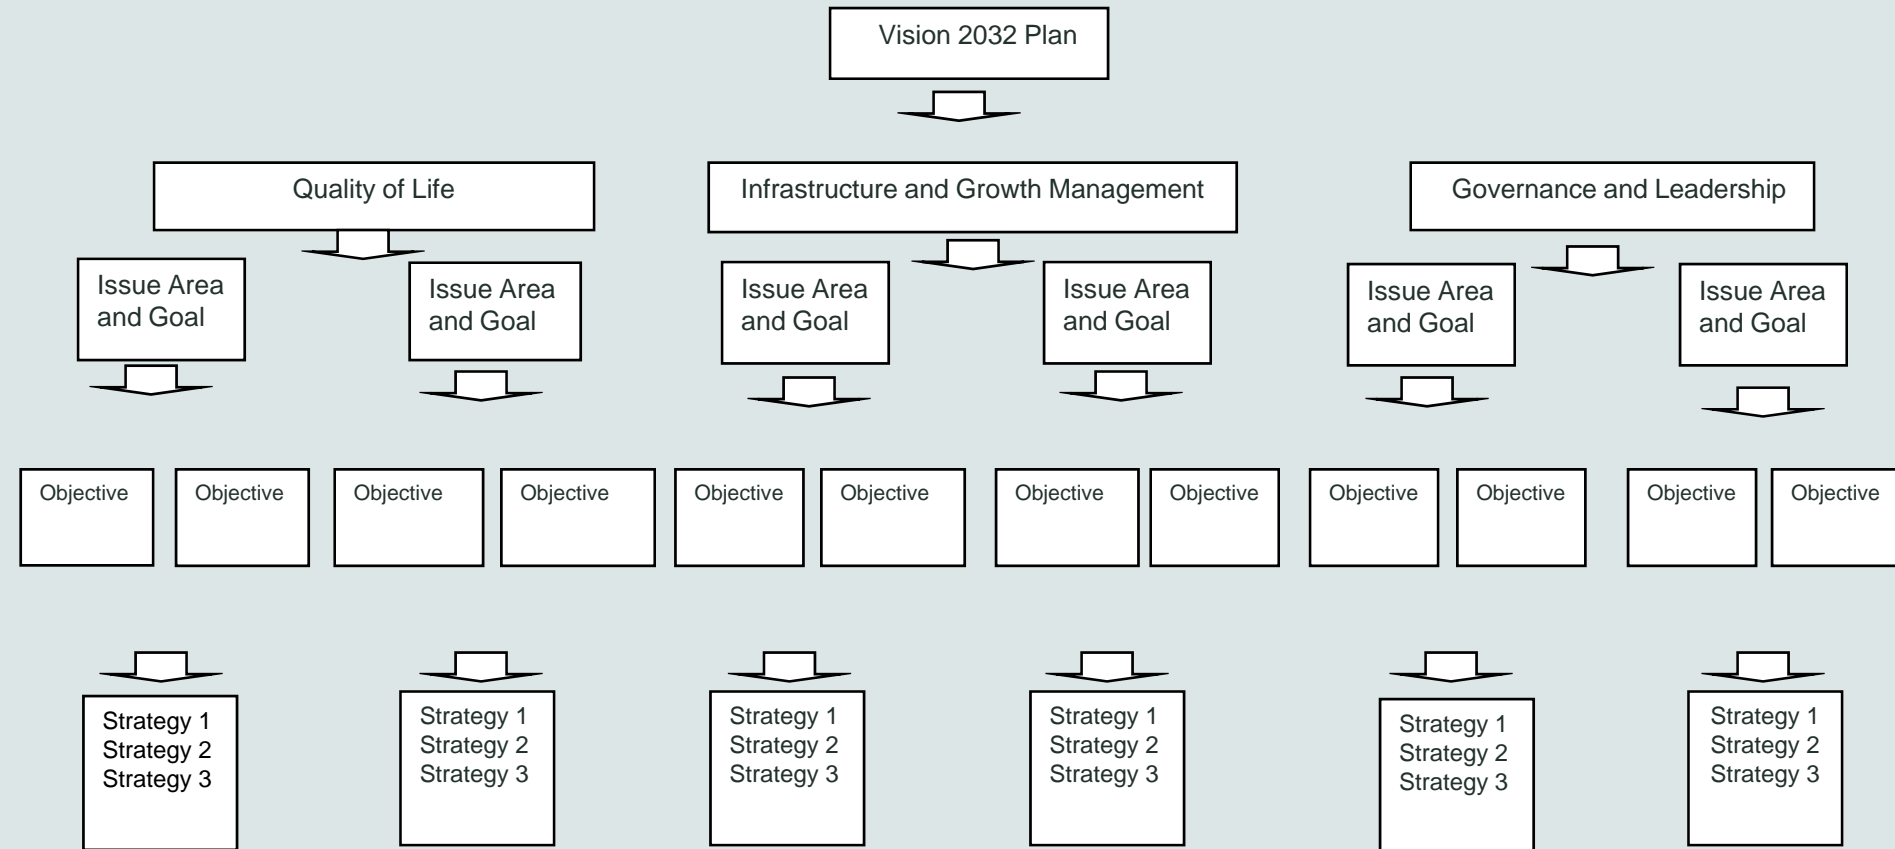 Vision 2032 Plan
Quality of Life
Infrastructure and Growth Management
Governance and Leadership
Issue Area
and Goal
Issue Area
and Goal
Issue Area
and Goal
Issue Area
and Goal
Issue Area
and Goal
Issue Area
and Goal
Objective
Objective
Objective
Objective
Objective
Objective
Objective
Objective
Objective
Objective
Objective
Objective
Strategy 1
Strategy 2
Strategy 3
Strategy 1
Strategy 2
Strategy 3
Strategy 1
Strategy 2
Strategy 3
Strategy 1
Strategy 2
Strategy 3
Strategy 1
Strategy 2
Strategy 3
Strategy 1
Strategy 2
Strategy 3